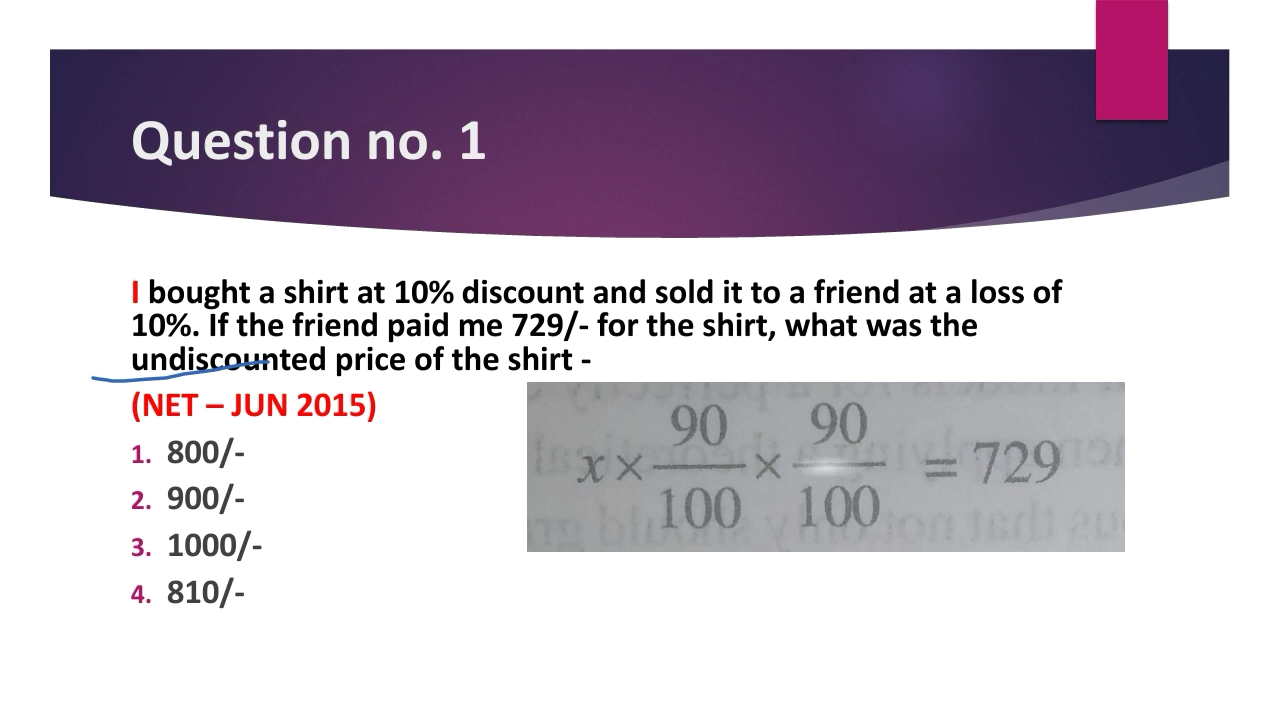 Question no. 1
I bought a shirt at 10% discount and sold it to a friend at a loss of
10%. If the friend paid me 729/- for the shirt, what was the
undiscounted price of the shirt -
(NET – JUN 2015)
1. 800/-
2. 900/-
3. 1000/-
4. 810/-
x × 90/100 × 90/100 = 729